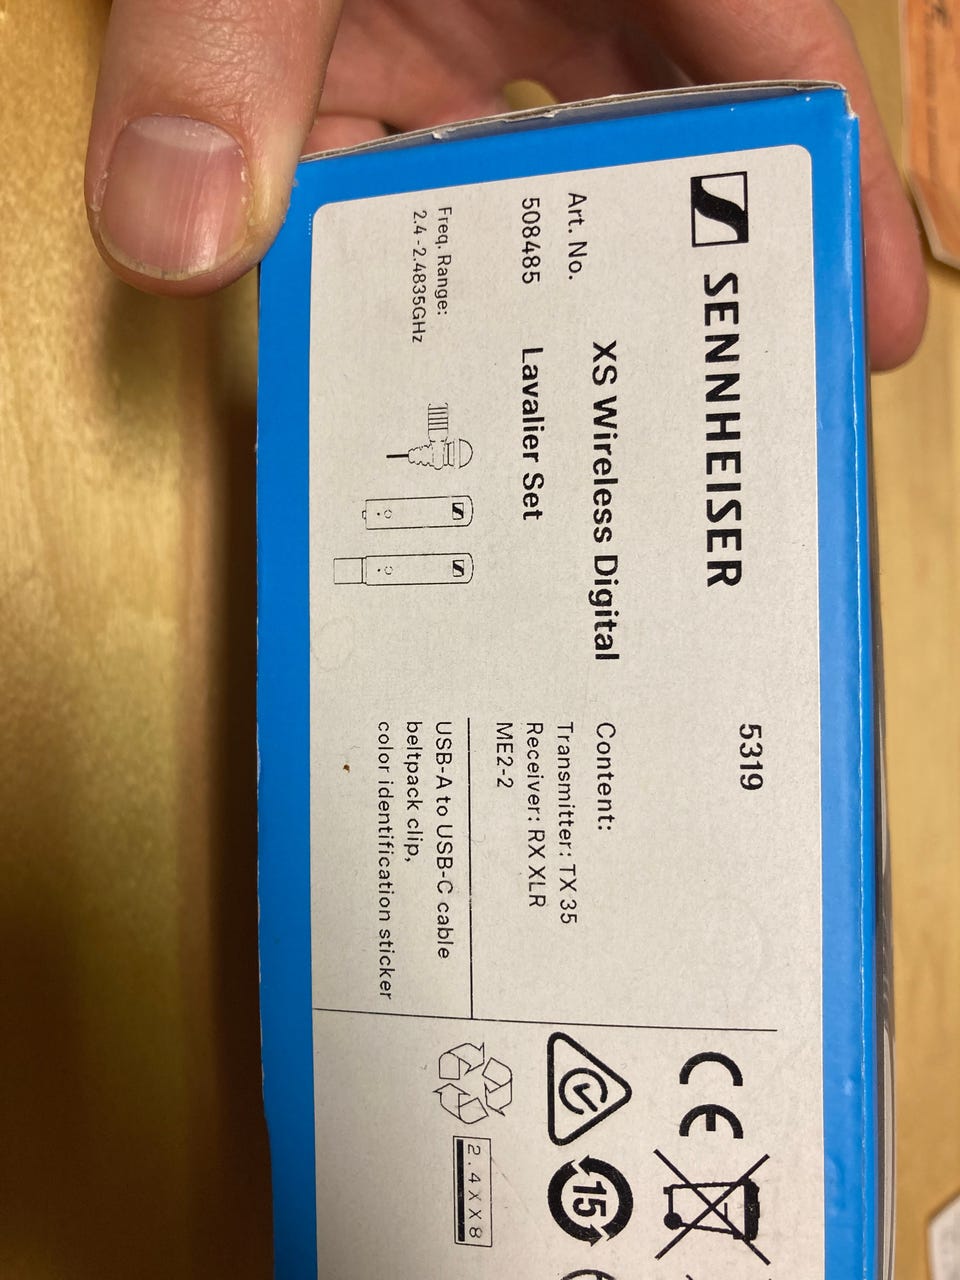 SENNHEISER
5319
Art. No.
508485
XS Wireless Digital
Lavalier Set
Freq. Range:
2.4 - 2.4835GHz
Content:
Transmitter: TX 35
Receiver: RX XLR
ME2-2
USB-A to USB-C cable
beltpack clip,
color identification sticker
CE
15
2.4XX8